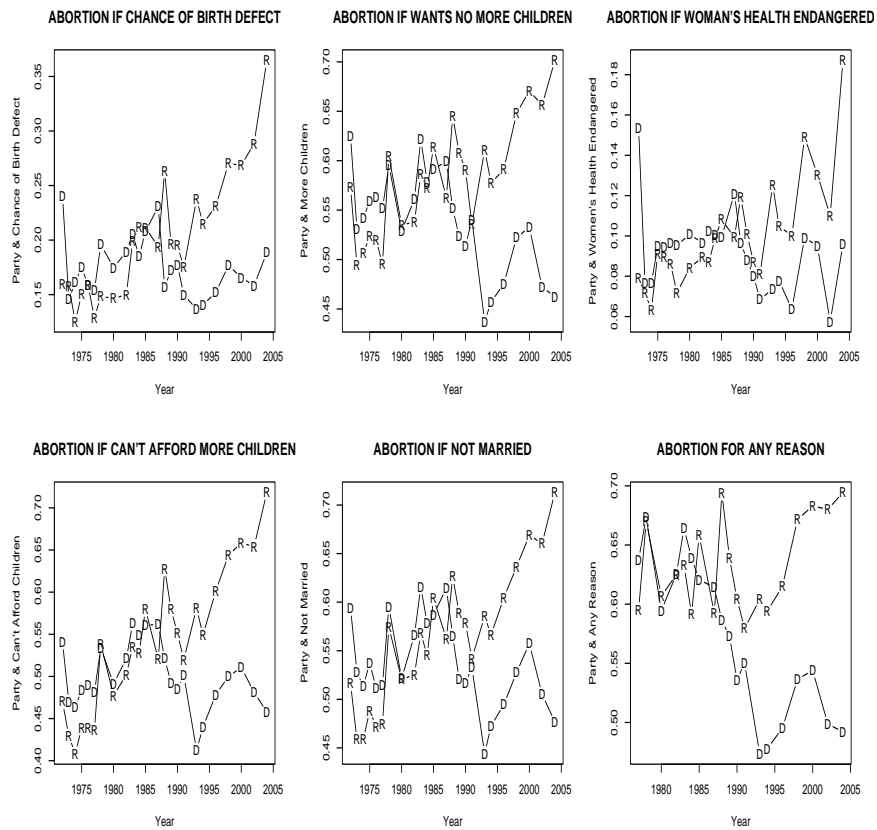 ABORTION IF CHANCE OF BIRTH DEFECT
Party & Chance of Birth Defect
0.15 0.20 0.25 0.30 0.35
1975 1980 1985 1990 1995 2000 2005
Year
ABORTION IF WANTS NO MORE CHILDREN
Party & More Children
0.45 0.50 0.55 0.60 0.65 0.70
1975 1980 1985 1990 1995 2000 2005
Year
ABORTION IF WOMAN'S HEALTH ENDANGERED
Party & Women's Health Endangered
0.06 0.08 0.10 0.12 0.14 0.16 0.18
1975 1980 1985 1990 1995 2000 2005
Year
ABORTION IF CAN'T AFFORD MORE CHILDREN
Party & Can't Afford Children
0.40 0.45 0.50 0.55 0.60 0.65 0.70
1975 1980 1985 1990 1995 2000 2005
Year
ABORTION IF NOT MARRIED
Party & Not Married
0.45 0.50 0.55 0.60 0.65 0.70
1975 1980 1985 1990 1995 2000 2005
Year
ABORTION FOR ANY REASON
Party & Any Reason
0.50 0.55 0.60 0.65 0.70
1980 1985 1990 1995 2000 2005
Year